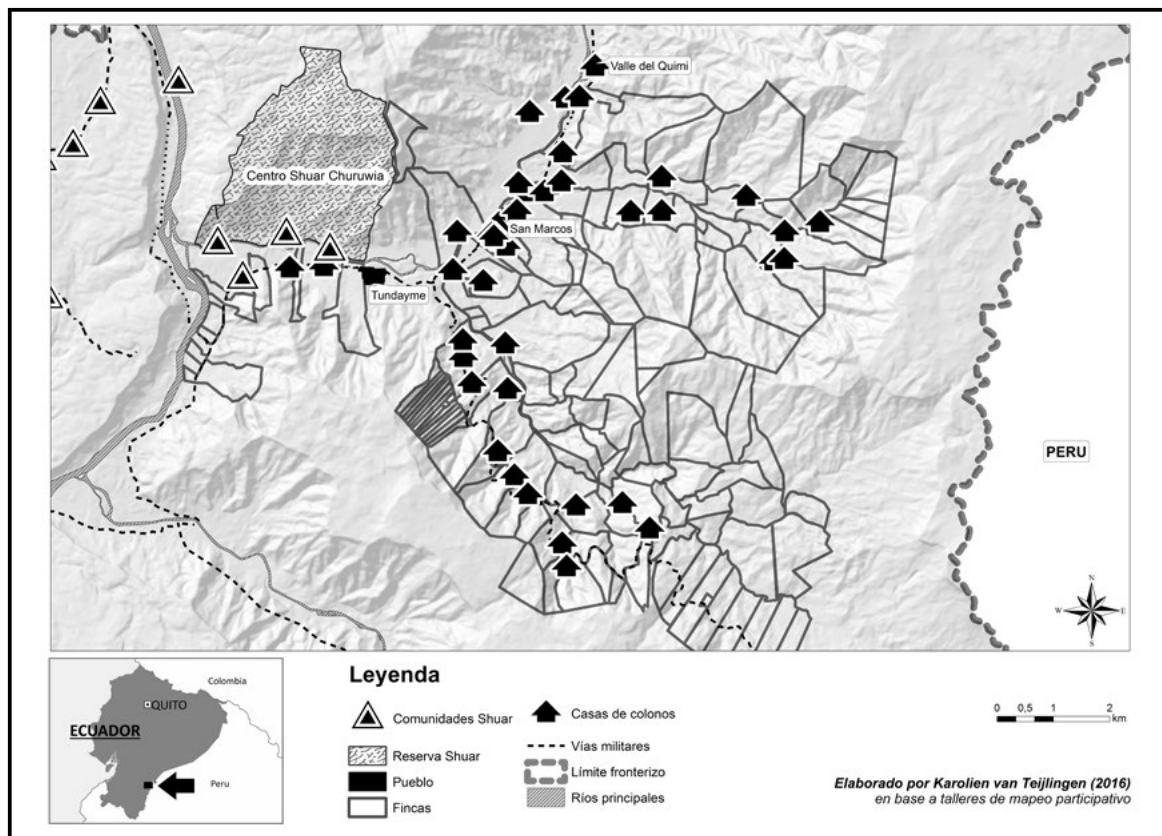 Valle del Quimi
Centro Shuar Churuwia
San Marcos
Tundayme
PERU
N
W E
S
Leyenda
Comunidades Shuar
Casas de colonos
Reserva Shuar
Vías militares
Pueblo
Límite fronterizo
Fincas
Ríos principales
Colombia
QUITO
ECUADOR
Peru
0 0,5 1 2
km
Elaborado por Karolien van Teijlingen (2016)
en base a talleres de mapeo participativo